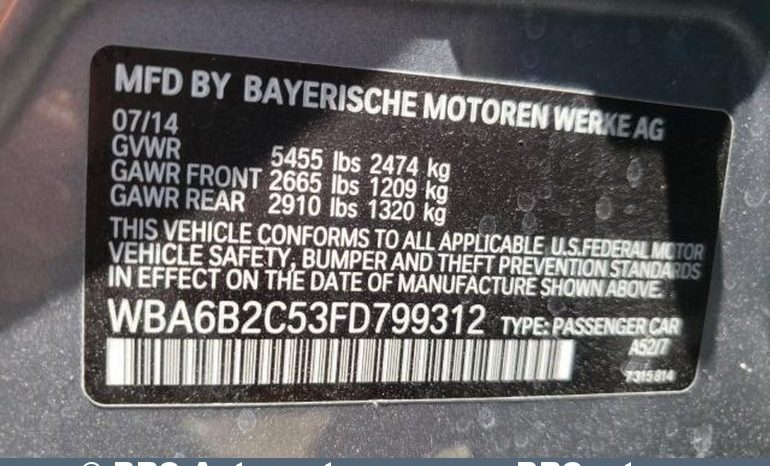 MFD BY BAYERISCHE MOTOREN WERKE AG
07/14
GVWR 5455 lbs 2474 kg
GAWR FRONT 2665 lbs 1209 kg
GAWR REAR 2910 lbs 1320 kg
THIS VEHICLE CONFORMS TO ALL APPLICABLE U.S.FEDERAL MOTOR
VEHICLE SAFETY, BUMPER AND THEFT PREVENTION STANDARDS
IN EFFECT ON THE DATE OF MANUFACTURE SHOWN ABOVE.
WBA6B2C53FD799312 TYPE: PASSENGER CAR
A52/7
7315814